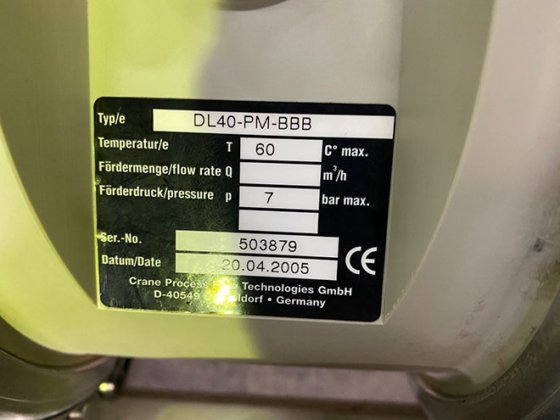 Typ/e DL40-PM-BBB
Temperatur/e T 60 C° max.
Fördermenge/flow rate Q m³/h
Förderdruck/pressure p 7 bar max.
Ser.-No. 503879
Datum/Date 20.04.2005 CE
Crane Process Technologies GmbH
D-40549 • Germany